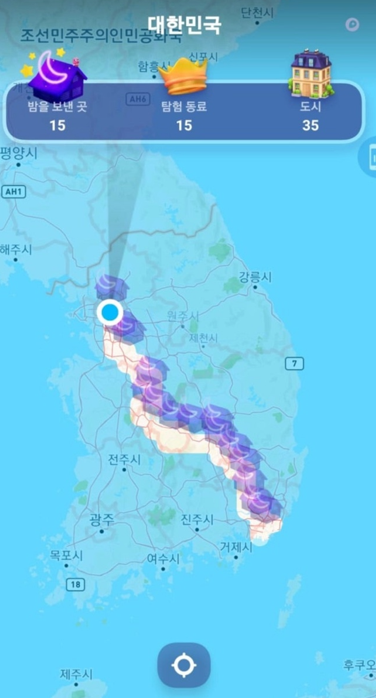 단천시
대한민국
조선민주주의인민공화국
신포시
함흥시
AH6
밤을 보낸 곳
탐험 동료
도시
15
15
35
평양시
AH1
해주시
강릉시
원주시
제천시
7
전주시
광주
진주시
거제시
목포시
여수시
18
제주시
후쿠오